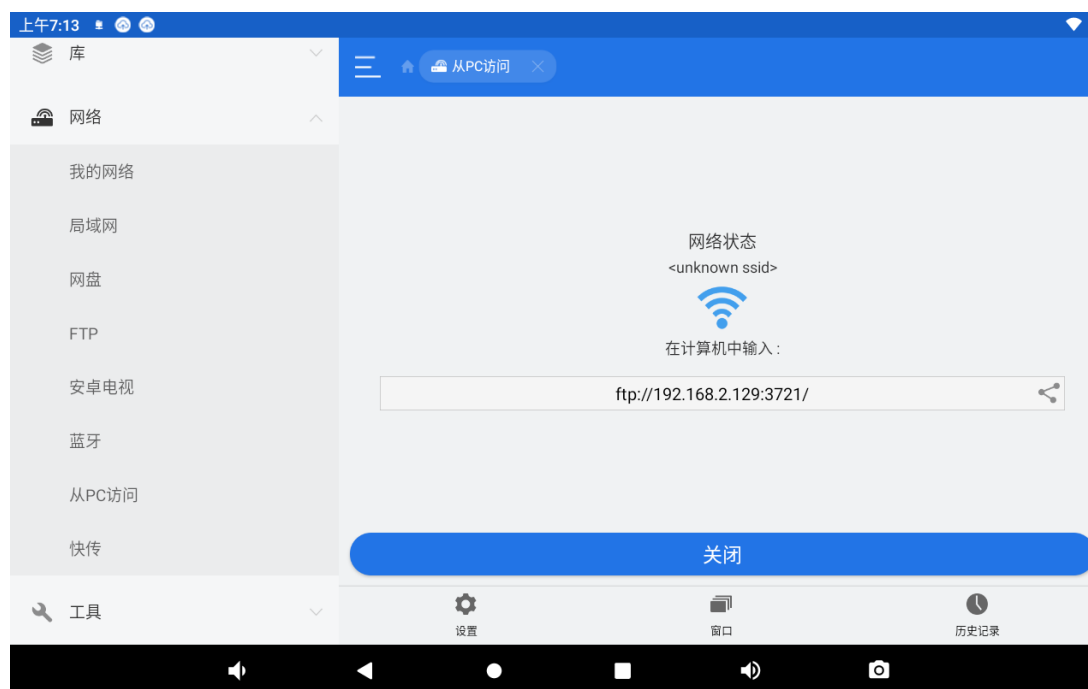 上午7:13
库
网络
我的网络
局域网
网盘
FTP
安卓电视
蓝牙
从PC访问
快传
工具
从PC访问
网络状态
<unknown ssid>
在计算机中输入 :
ftp://192.168.2.129:3721/
关闭
设置
窗口
历史记录